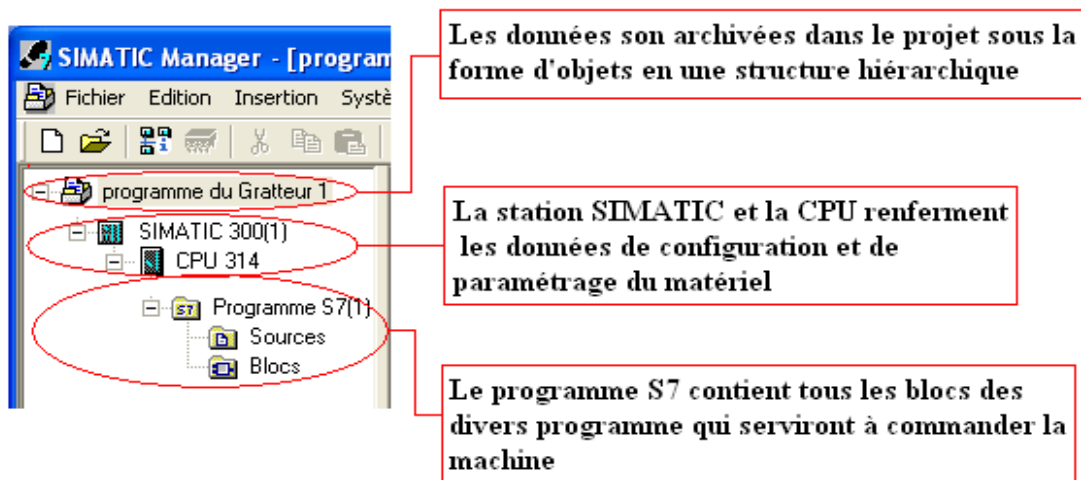 SIMATIC Manager - [program
Fichier Edition Insertion Systè
programme du Gratteur 1
SIMATIC 300(1)
CPU 314
Programme S7(1)
Sources
Blocs
Les données son archivées dans le projet sous la
forme d'objets en une structure hiérarchique
La station SIMATIC et la CPU renferment
les données de configuration et de
paramétrage du matériel
Le programme S7 contient tous les blocs des
divers programme qui serviront à commander la
machine